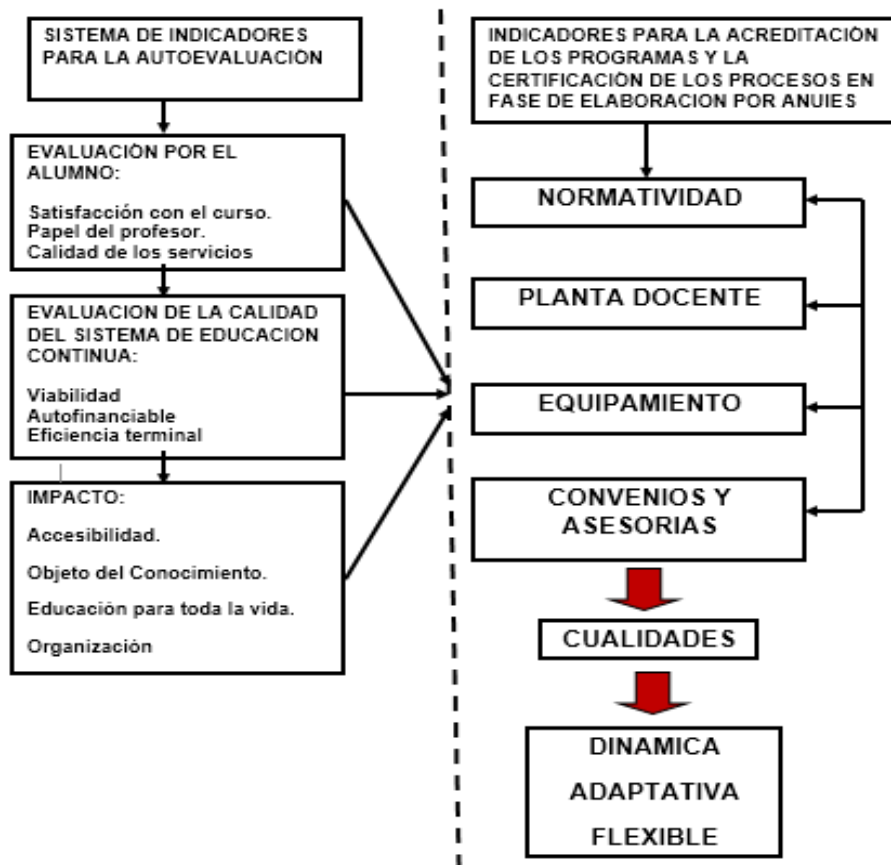 SISTEMA DE INDICADORES
PARA LA AUTOEVALUACIÓN
EVALUACIÓN POR EL
ALUMNO:
Satisfacción con el curso.
Papel del profesor.
Calidad de los servicios
EVALUACION DE LA CALIDAD
DEL SISTEMA DE EDUCACION
CONTINUA:
Viabilidad
Autofinanciable
Eficiencia terminal
IMPACTO:
Accesibilidad.
Objeto del Conocimiento.
Educación para toda la vida.
Organización
INDICADORES PARA LA ACREDITACIÓN
DE LOS PROGRAMAS Y LA
CERTIFICACIÓN DE LOS PROCESOS EN
FASE DE ELABORACION POR ANUIES
NORMATIVIDAD
PLANTA DOCENTE
EQUIPAMIENTO
CONVENIOS Y
ASESORIAS
CUALIDADES
DINAMICA
ADAPTATIVA
FLEXIBLE